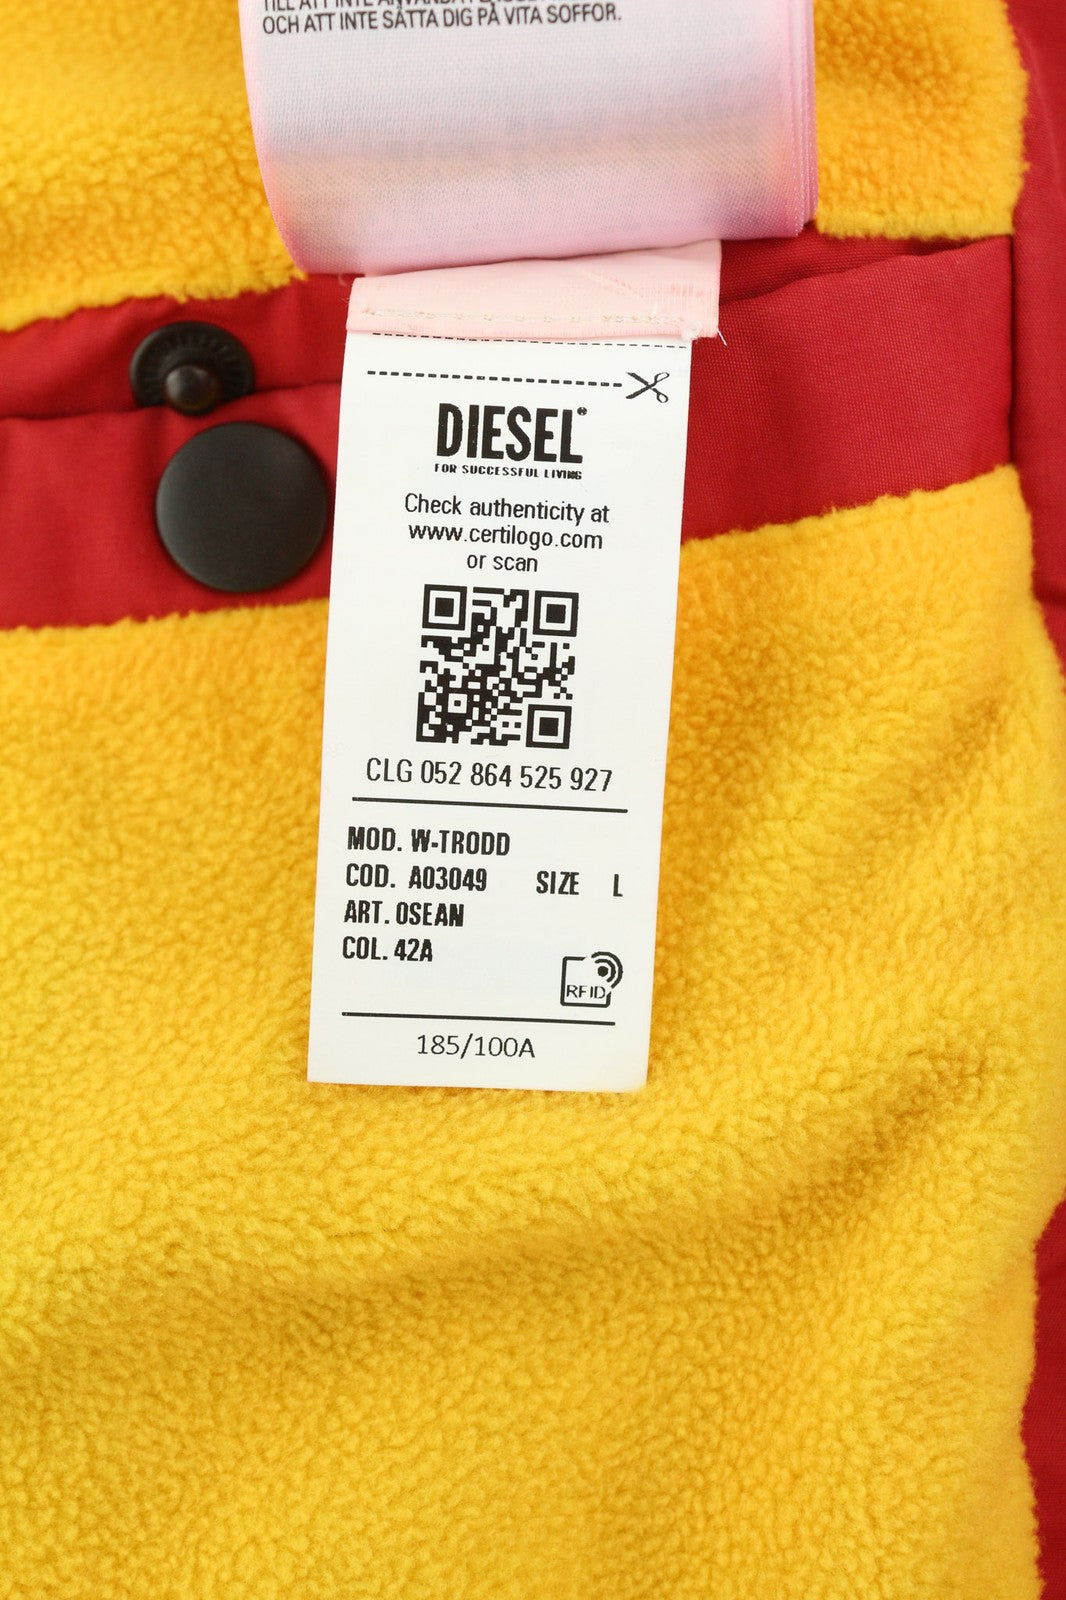 OCH ATT INTE SÄTTA DIG PÅ VITA SOFFOR.
DIESEL
FOR SUCCESSFUL LIVING
Check authenticity at
www.certilogo.com
or scan
CLG 052 864 525 927
MOD. W-TRODD
COD. A03049 SIZE L
ART. OSEAN
COL. 42A
RFID
185/100A